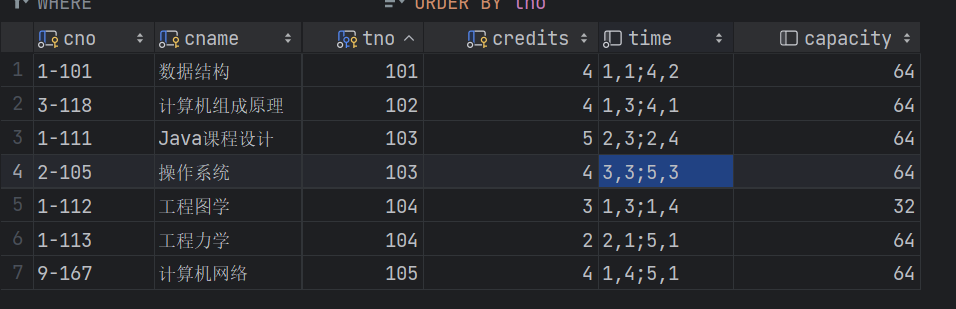 WHERE ORDER BY tno
cno cname tno credits time capacity
1 1-101 数据结构 101 4 1,1;4,2 64
2 3-118 计算机组成原理 102 4 1,3;4,1 64
3 1-111 Java课程设计 103 5 2,3;2,4 64
4 2-105 操作系统 103 4 3,3;5,3 64
5 1-112 工程图学 104 3 1,3;1,4 32
6 1-113 工程力学 104 2 2,1;5,1 64
7 9-167 计算机网络 105 4 1,4;5,1 64